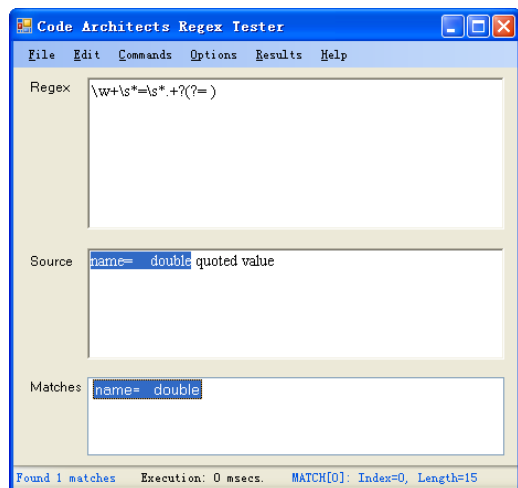 Code Architects Regex Tester
File Edit Commands Options Results Help
Regex
\w+\s*=\s*.+?(?= )
Source
name=    double quoted value
Matches
name=    double
Found 1 matches Execution: 0 msecs. MATCH[0]: Index=0, Length=15